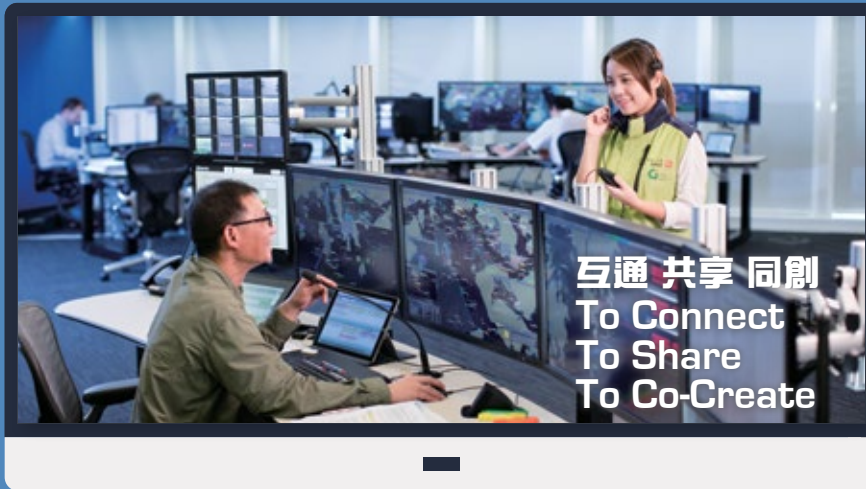 互通 共享 同創
To Connect
To Share
To Co-Create